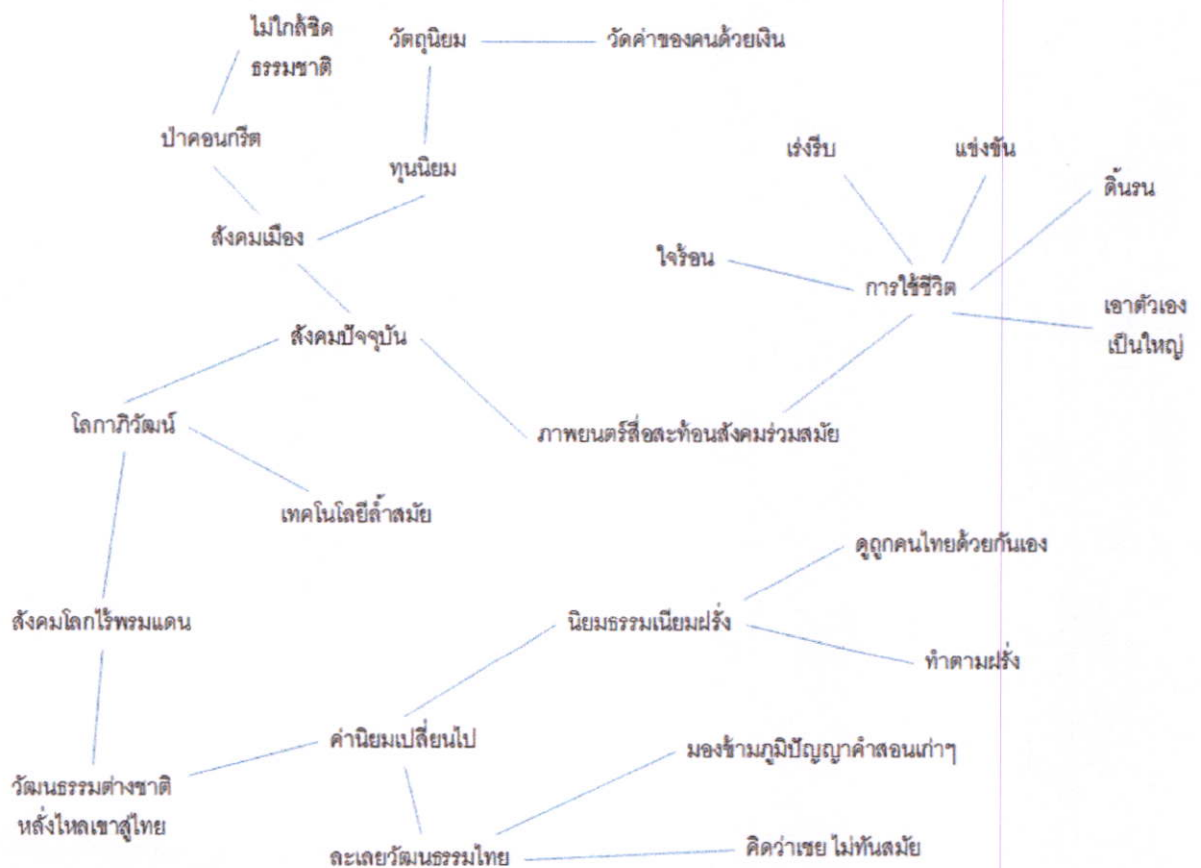 ไม่ใกล้ชิด
ธรรมชาติ
วัตถุนิยม
วัดค่าของคนด้วยเงิน
ป่าคอนกรีต
ทุนนิยม
เร่งรีบ
แข่งขัน
ดิ้นรน
สังคมเมือง
ใจร้อน
การใช้ชีวิต
เอาตัวเอง
เป็นใหญ่
สังคมปัจจุบัน
โลกาภิวัฒน์
ภาพยนตร์สื่อสะท้อนสังคมร่วมสมัย
เทคโนโลยีล้ำสมัย
ดูถูกคนไทยด้วยกันเอง
สังคมโลกไร้พรมแดน
นิยมธรรมเนียมฝรั่ง
ทำตามฝรั่ง
ค่านิยมเปลี่ยนไป
มองข้ามภูมิปัญญาคำสอนเก่าๆ
วัฒนธรรมต่างชาติ
หลั่งไหลเขาสู่ไทย
ละเลยวัฒนธรรมไทย
คิดว่าเชย ไม่ทันสมัย